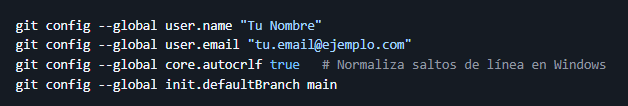 git config --global user.name "Tu Nombre"
git config --global user.email "tu.email@ejemplo.com"
git config --global core.autocrlf true   # Normaliza saltos de línea en Windows
git config --global init.defaultBranch main